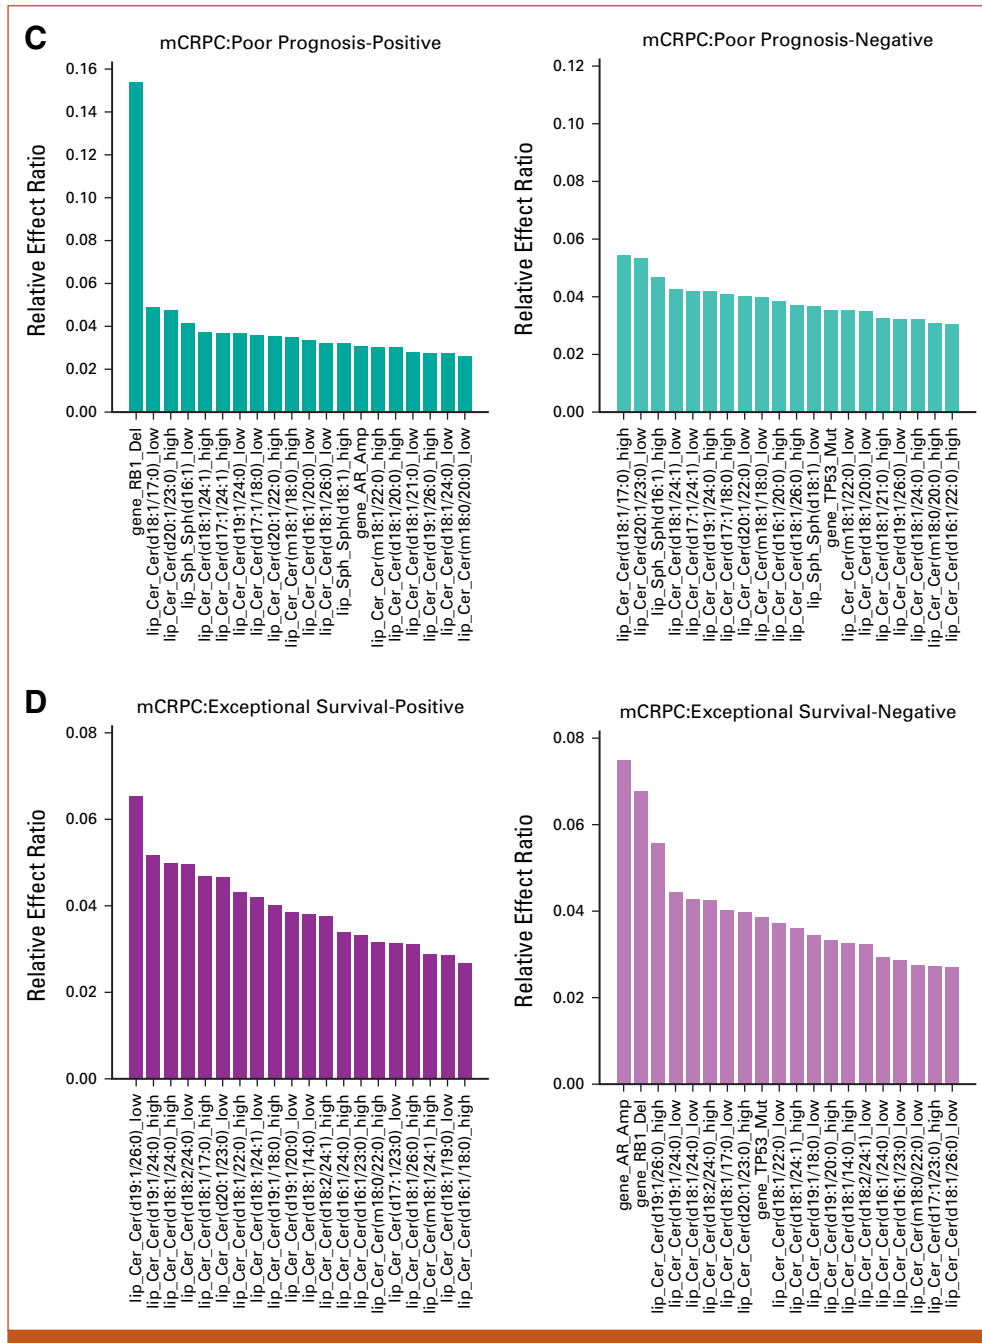 C
mCRPC:Poor Prognosis-Positive
Relative Effect Ratio
0.16
0.14
0.12
0.10
0.08
0.06
0.04
0.02
0.00
gene_RB1_Del
lip_Cer_Cer(d18:1/17:0)_low
lip_Cer_Cer(d20:1/23:0)_high
lip_Sph_Sph(d16:1)_low
lip_Cer_Cer(d18:1/24:1)_high
lip_Cer_Cer(d17:1/24:1)_high
lip_Cer_Cer(d19:1/24:0)_low
lip_Cer_Cer(d17:1/18:0)_low
lip_Cer_Cer(d20:1/22:0)_high
lip_Cer_Cer(m18:1/18:0)_high
lip_Cer_Cer(d16:1/20:0)_low
lip_Cer_Cer(d18:1/26:0)_low
lip_Sph_Sph(d18:1)_high
gene_AR_Amp
lip_Cer_Cer(m18:1/22:0)_high
lip_Cer_Cer(d18:1/20:0)_high
lip_Cer_Cer(d18:1/21:0)_low
lip_Cer_Cer(d19:1/26:0)_high
lip_Cer_Cer(d18:1/24:0)_low
lip_Cer_Cer(m18:0/20:0)_low
mCRPC:Poor Prognosis-Negative
Relative Effect Ratio
0.12
0.10
0.08
0.06
0.04
0.02
0.00
lip_Cer_Cer(d18:1/17:0)_high
lip_Cer_Cer(d20:1/23:0)_low
lip_Sph_Sph(d16:1)_high
lip_Cer_Cer(d18:1/24:1)_low
lip_Cer_Cer(d17:1/24:1)_low
lip_Cer_Cer(d19:1/24:0)_high
lip_Cer_Cer(d17:1/18:0)_high
lip_Cer_Cer(d20:1/22:0)_low
lip_Cer_Cer(m18:1/18:0)_low
lip_Cer_Cer(d16:1/20:0)_high
lip_Cer_Cer(d18:1/26:0)_high
lip_Sph_Sph(d18:1)_low
gene_TP53_Mut
lip_Cer_Cer(m18:1/22:0)_low
lip_Cer_Cer(d18:1/20:0)_low
lip_Cer_Cer(d18:1/21:0)_high
lip_Cer_Cer(d19:1/26:0)_low
lip_Cer_Cer(d18:1/24:0)_high
lip_Cer_Cer(m18:0/20:0)_high
lip_Cer_Cer(d16:1/22:0)_high
D
mCRPC:Exceptional Survival-Positive
Relative Effect Ratio
0.08
0.06
0.04
0.02
0.00
lip_Cer_Cer(d19:1/26:0)_low
lip_Cer_Cer(d19:1/24:0)_high
lip_Cer_Cer(d18:1/24:0)_high
lip_Cer_Cer(d18:2/24:0)_low
lip_Cer_Cer(d18:1/17:0)_high
lip_Cer_Cer(d20:1/23:0)_low
lip_Cer_Cer(d18:1/22:0)_high
lip_Cer_Cer(d18:1/24:1)_low
lip_Cer_Cer(d19:1/18:0)_high
lip_Cer_Cer(d19:1/20:0)_low
lip_Cer_Cer(d18:1/14:0)_low
lip_Cer_Cer(d18:2/24:1)_high
lip_Cer_Cer(d16:1/24:0)_high
lip_Cer_Cer(d16:1/23:0)_high
lip_Cer_Cer(m18:0/22:0)_high
lip_Cer_Cer(d17:1/23:0)_low
lip_Cer_Cer(d18:1/26:0)_high
lip_Cer_Cer(m18:1/24:1)_high
lip_Cer_Cer(d18:1/19:0)_low
lip_Cer_Cer(d16:1/18:0)_high
mCRPC:Exceptional Survival-Negative
Relative Effect Ratio
0.08
0.06
0.04
0.02
0.00
gene_AR_Amp
gene_RB1_Del
lip_Cer_Cer(d19:1/26:0)_high
lip_Cer_Cer(d19:1/24:0)_low
lip_Cer_Cer(d18:1/24:0)_low
lip_Cer_Cer(d18:2/24:0)_high
lip_Cer_Cer(d18:1/17:0)_low
lip_Cer_Cer(d20:1/23:0)_high
gene_TP53_Mut
lip_Cer_Cer(d18:1/22:0)_low
lip_Cer_Cer(d18:1/24:1)_high
lip_Cer_Cer(d19:1/18:0)_low
lip_Cer_Cer(d19:1/20:0)_high
lip_Cer_Cer(d18:1/14:0)_high
lip_Cer_Cer(d18:2/24:1)_low
lip_Cer_Cer(d16:1/24:0)_low
lip_Cer_Cer(d16:1/23:0)_low
lip_Cer_Cer(m18:0/22:0)_low
lip_Cer_Cer(d17:1/23:0)_high
lip_Cer_Cer(d18:1/26:0)_low